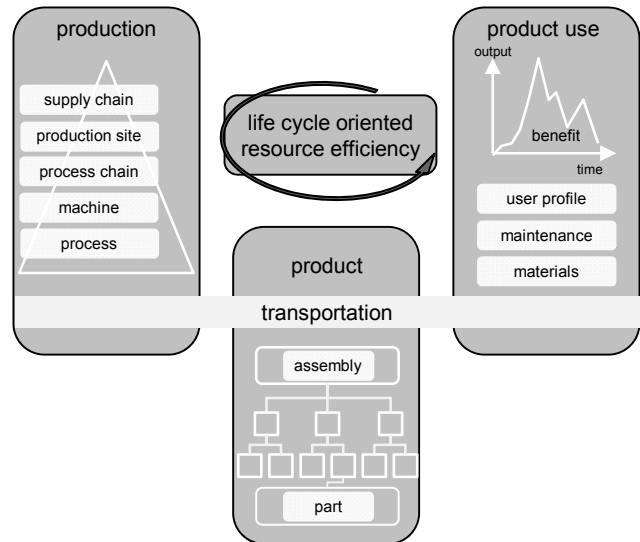 production
supply chain
production site
process chain
machine
process
life cycle oriented
resource efficiency
product use
output
benefit
time
user profile
maintenance
materials
product
transportation
assembly
part